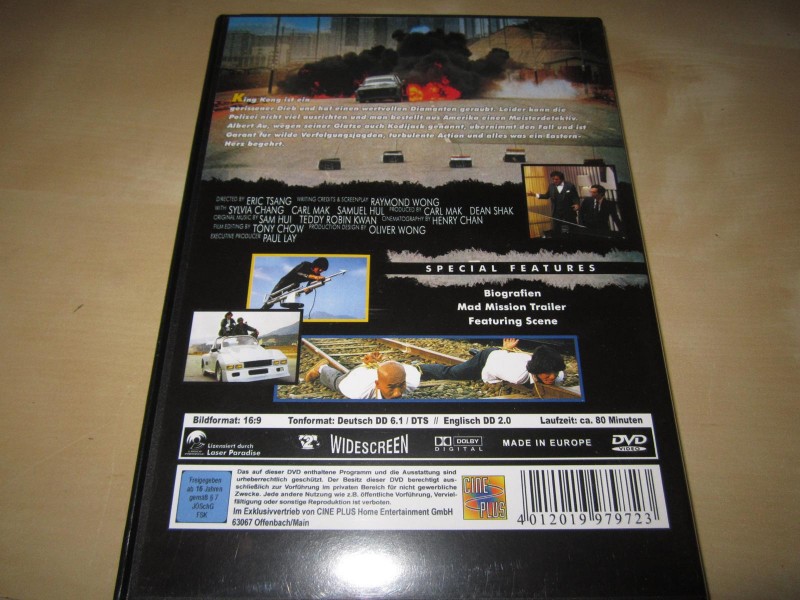 King Kong ist ein
gerissener Dieb und hat einen wertvollen Diamanten geraubt. Leider kann die
Polizei nicht viel ausrichten und man bestellt aus Amerika einen Meisterdetektiv.
Albert Au, wegen seiner Glatze auch Kodijack genannt, übernimmt den Fall und ist
Garant für wilde Verfolgungsjagden, turbulente Action und alles was ein Eastern-
Herz begehrt.
DIRECTED BY ERIC TSANG WRITING CREDITS & SCREENPLAY RAYMOND WONG
WITH SYLVIA CHANG CARL MAK SAMUEL HUI PRODUCED BY CARL MAK DEAN SHAK
ORIGINAL MUSIC BY SAM HUI TEDDY ROBIN KWAN CINEMATOGRAPHY BY HENRY CHAN
FILM EDITING BY TONY CHOW PRODUCTION DESIGN BY OLIVER WONG
EXECUTIVE PRODUCER PAUL LAY
SPECIAL FEATURES
Biografien
Mad Mission Trailer
Featuring Scene
Bildformat: 16:9 Tonformat: Deutsch DD 6.1 / DTS // Englisch DD 2.0 Laufzeit: ca. 80 Minuten
Lizensiert durch
Laser Paradise
"2" WIDESCREEN DOLBY DIGITAL MADE IN EUROPE DVD VIDEO
Freigegeben
ab 16 Jahren
gemäß § 7
JÖSchG
FSK
Das auf dieser DVD enthaltene Programm und die Ausstattung sind
urheberrechtlich geschützt. Der Besitz dieser DVD berechtigt aus-
schließlich zur Vorführung im privaten Bereich für nicht gewerbliche
Zwecke. Jede andere Nutzung wie z.B. öffentliche Vorführung, Verviel-
fältigung oder sonstige Reproduktion ist verboten.
Im Exklusivvertrieb von CINE PLUS Home Entertainment GmbH
63067 Offenbach/Main
CINE
PLUS
4 012019 979723